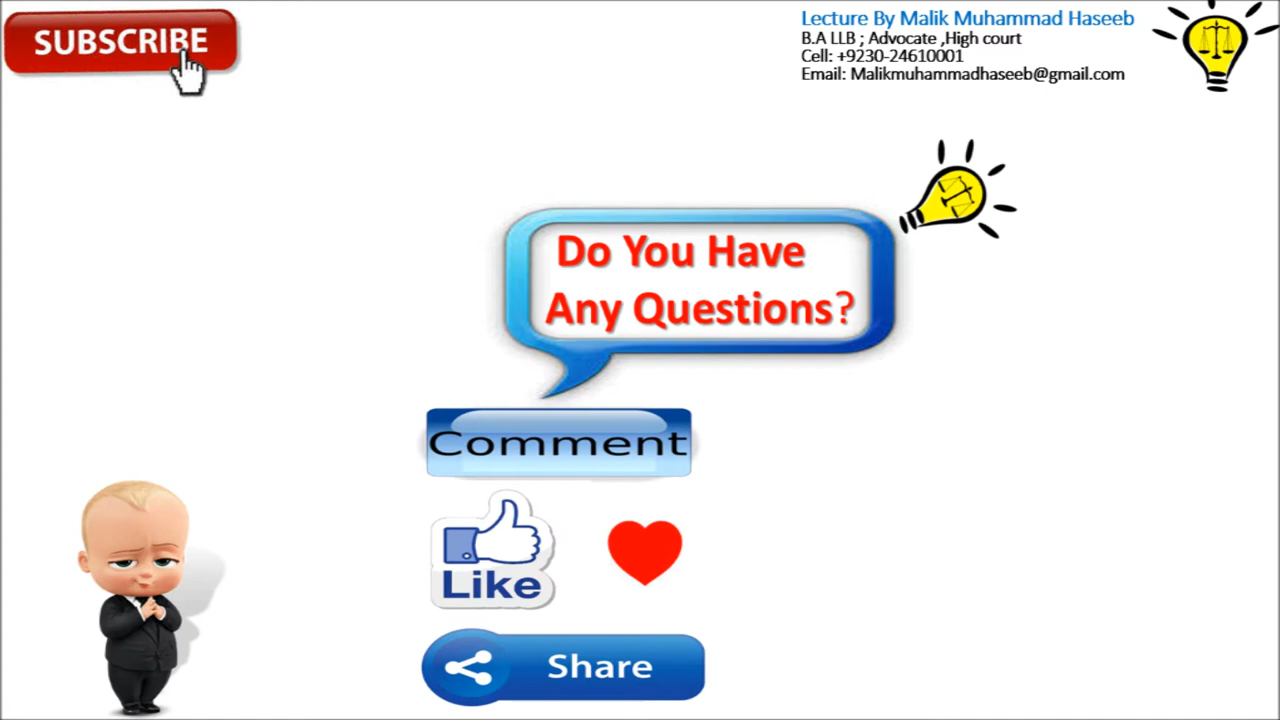 SUBSCRIBE
Lecture By Malik Muhammad Haseeb
B.A LLB ; Advocate ,High court
Cell: +9230-24610001
Email: Malikmuhammadhaseeb@gmail.com
Do You Have
Any Questions?
Comment
Like
Share